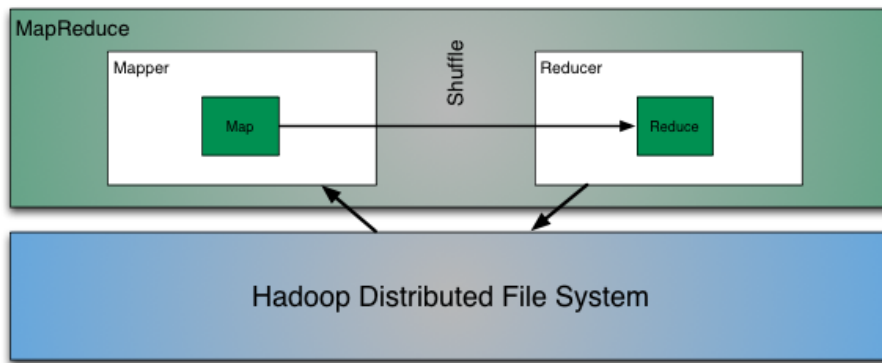 MapReduce
Mapper
Shuffle
Reducer
Map
Reduce
Hadoop Distributed File System